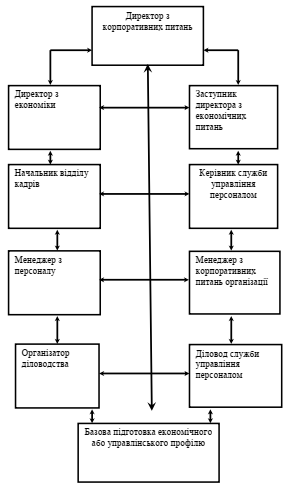 Директор з
корпоративних питань
Директор з
економіки
Заступник
директора з
економічних
питань
Начальник відділу
кадрів
Керівник служби
управління
персоналом
Менеджер з
персоналу
Менеджер з
корпоративних
питань організації
Організатор
діловодства
Діловод служби
управління
персоналом
Базова підготовка економічного
або управлінського профілю